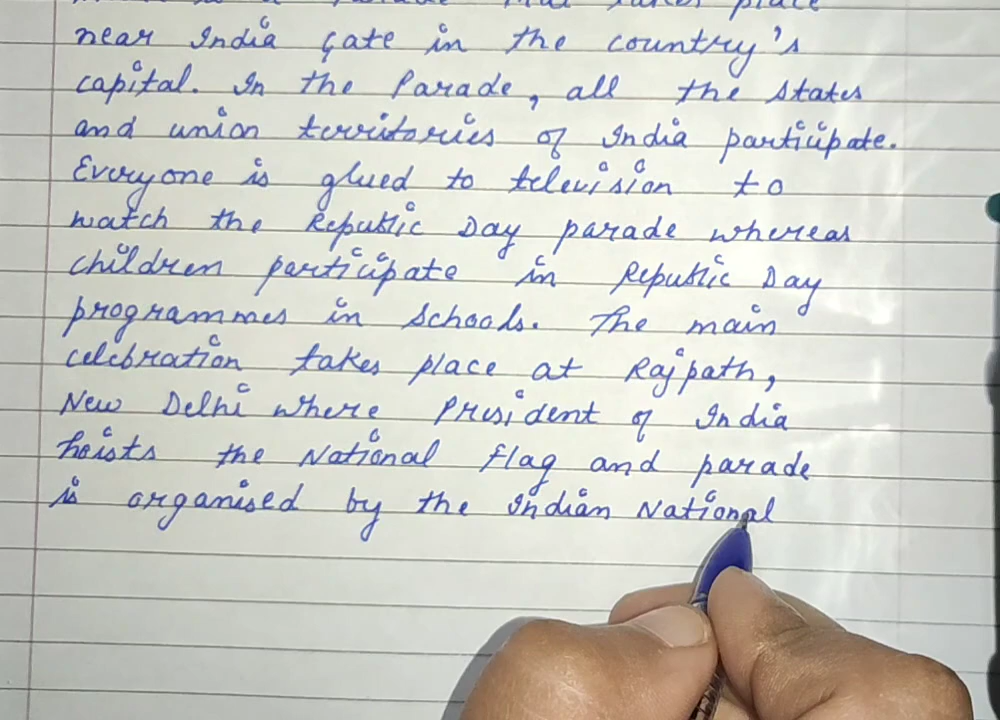 place
near India Gate in the country's
capital. In the Parade, all the States
and union territories of India participate.
Everyone is glued to television to
watch the Republic Day parade whereas
children participate in Republic Day
programmes in Schools. The main
celebration takes place at Rajpath,
New Delhi where President of India
hoists the National flag and parade
is organised by the Indian National